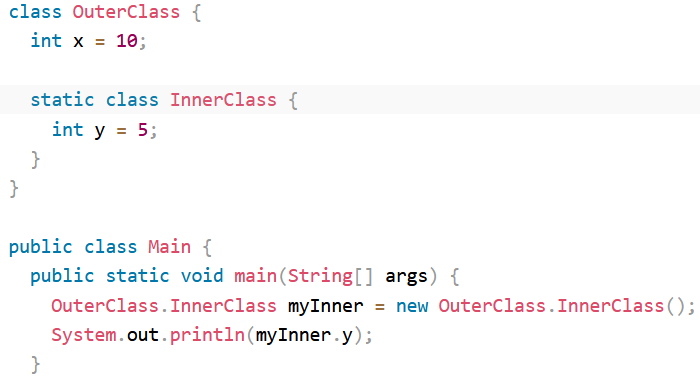 class OuterClass {
  int x = 10;

  static class InnerClass {
    int y = 5;
  }
}

public class Main {
  public static void main(String[] args) {
    OuterClass.InnerClass myInner = new OuterClass.InnerClass();
    System.out.println(myInner.y);
  }